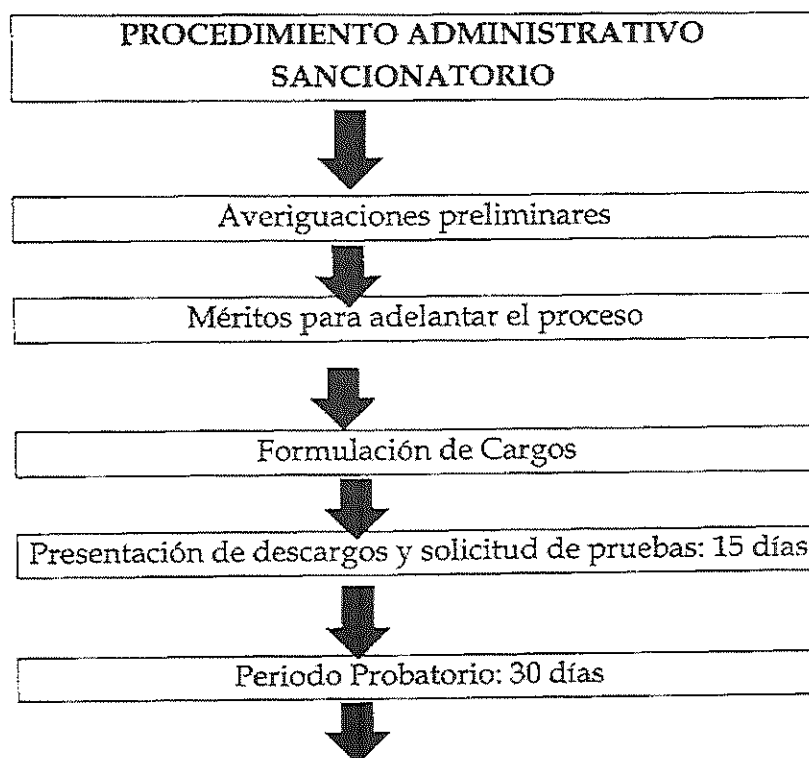 PROCEDIMIENTO ADMINISTRATIVO
SANCIONATORIO
Averiguaciones preliminares
Méritos para adelantar el proceso
Formulación de Cargos
Presentación de descargos y solicitud de pruebas: 15 días
Periodo Probatorio: 30 días